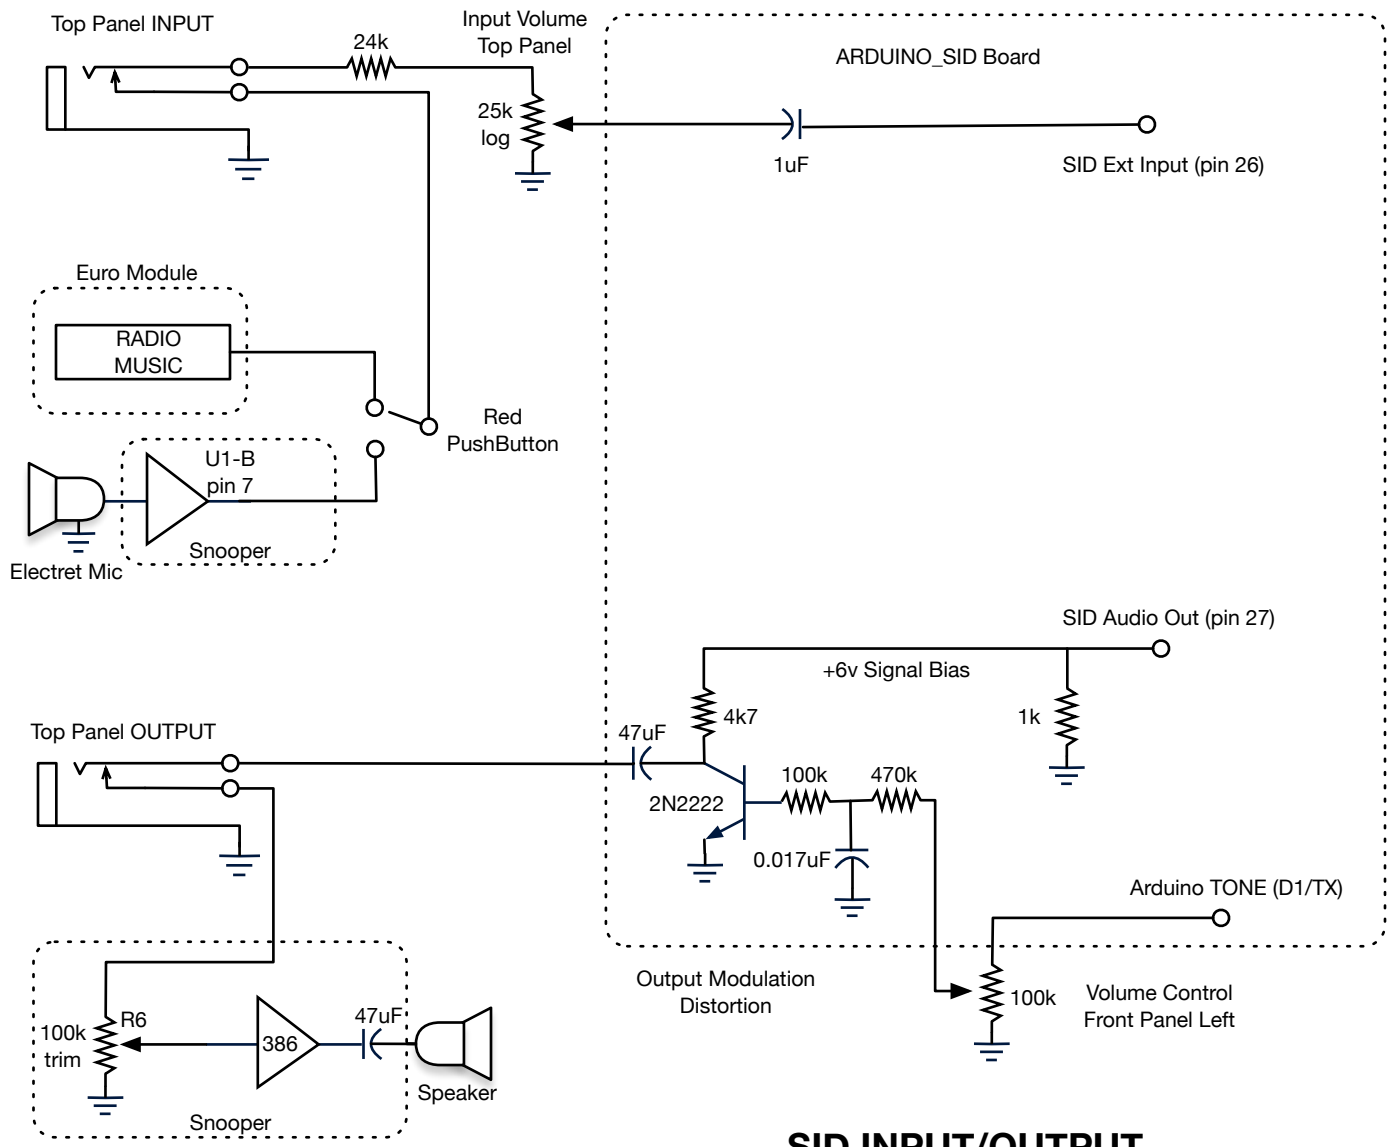 Top Panel INPUT
24k
Input Volume
Top Panel
25k
log
ARDUINO_SID Board
1uF
SID Ext Input (pin 26)
Euro Module
RADIO
MUSIC
Red
PushButton
U1-B
pin 7
Snooper
Electret Mic
SID Audio Out (pin 27)
+6v Signal Bias
4k7
1k
Top Panel OUTPUT
47uF
2N2222
100k
470k
0.017uF
Arduino TONE (D1/TX)
Output Modulation
Distortion
100k
Volume Control
Front Panel Left
R6
100k
trim
386
47uF
Speaker
Snooper
SID INPUT/OUTPUT